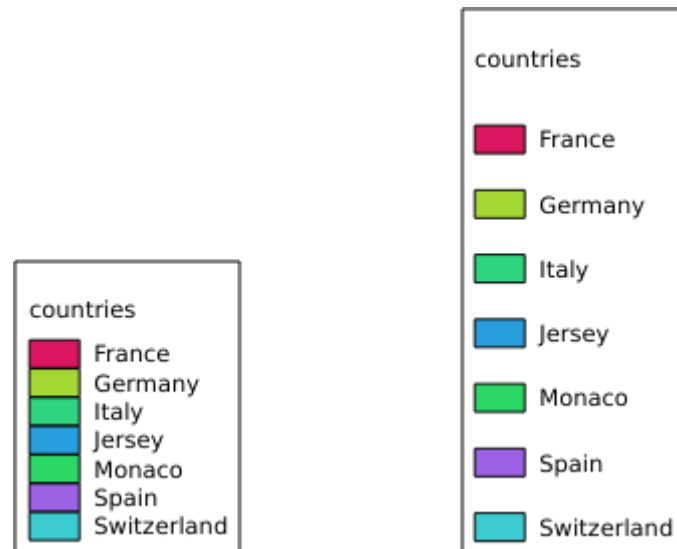 countries
France
Germany
Italy
Jersey
Monaco
Spain
Switzerland
countries
France
Germany
Italy
Jersey
Monaco
Spain
Switzerland